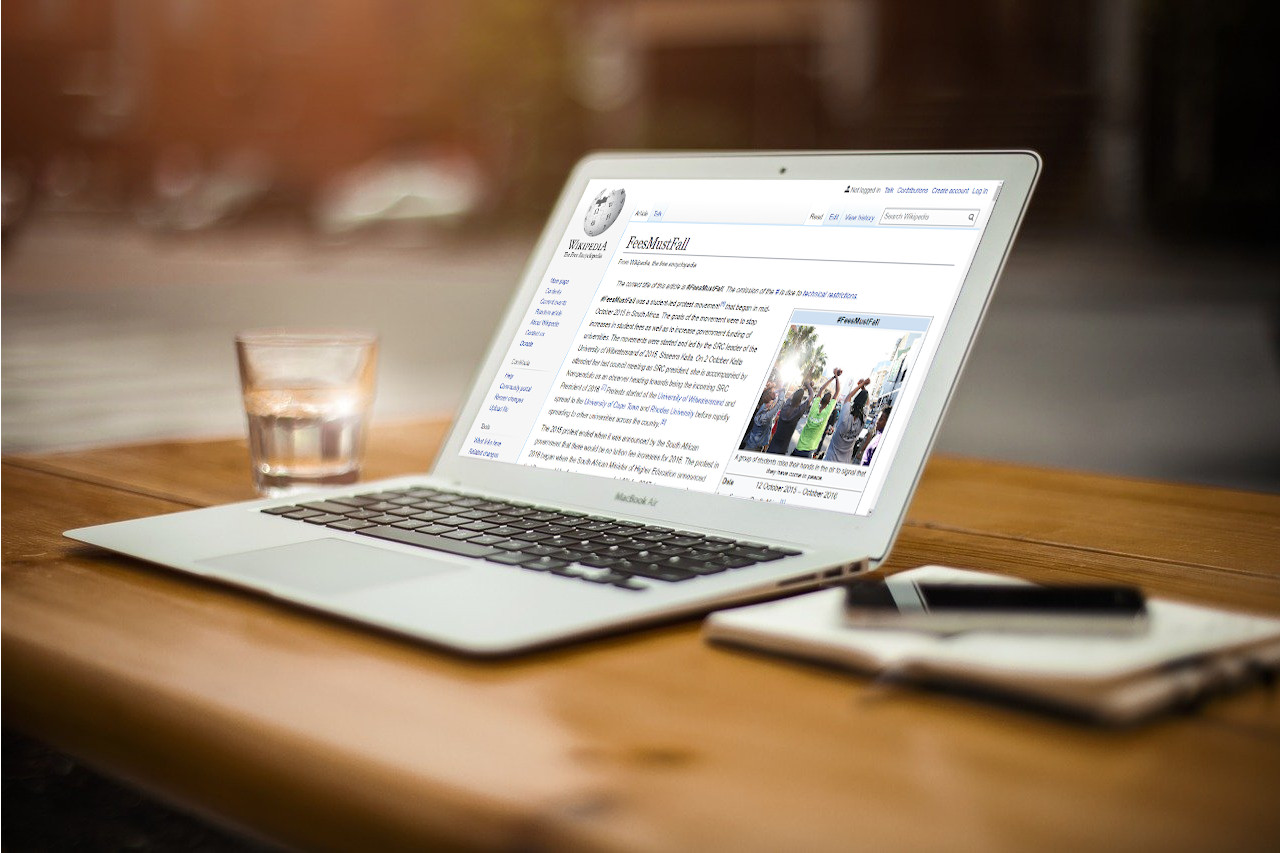 Not logged in Talk Contributions Create account Log in
Article Talk
Read Edit View history Search Wikipedia
WIKIPEDIA
The Free Encyclopedia
FeesMustFall
From Wikipedia, the free encyclopedia
The correct title of this article is #FeesMustFall. The omission of the # is due to technical restrictions.
#FeesMustFall was a student-led protest movement[1] that began in mid-
October 2015 in South Africa. The goals of the movement were to stop
increases in student fees as well as to increase government funding of
universities. The movements were started and led by the SRC leader of the
University of Witwatersrand of 2015, Shaeera Kalla. On 2 October Kalla
attended her last council meeting as SRC president, she is accompanied by
as an observer heading towards being the incoming SRC
President of 2016. Protests started at the University of Witwatersrand and
spread to the University of Cape Town and Rhodes University before rapidly
spreading to other universities across the country.
The 2015 protest ended when it was announced by the South African
government that there would be no tuition fee increases for 2016. The protest in
2016 began when the South African Minister of Higher Education announced
#FeesMustFall
A group of students raise their hands in the air to signal that
they have come in peace
Date 12 October 2015 – October 2016
Main page
Contents
Current events
Random article
About Wikipedia
Contact us
Donate
Contribute
Help
Community portal
Recent changes
Upload file
Tools
What links here
Related changes
MacBook Air